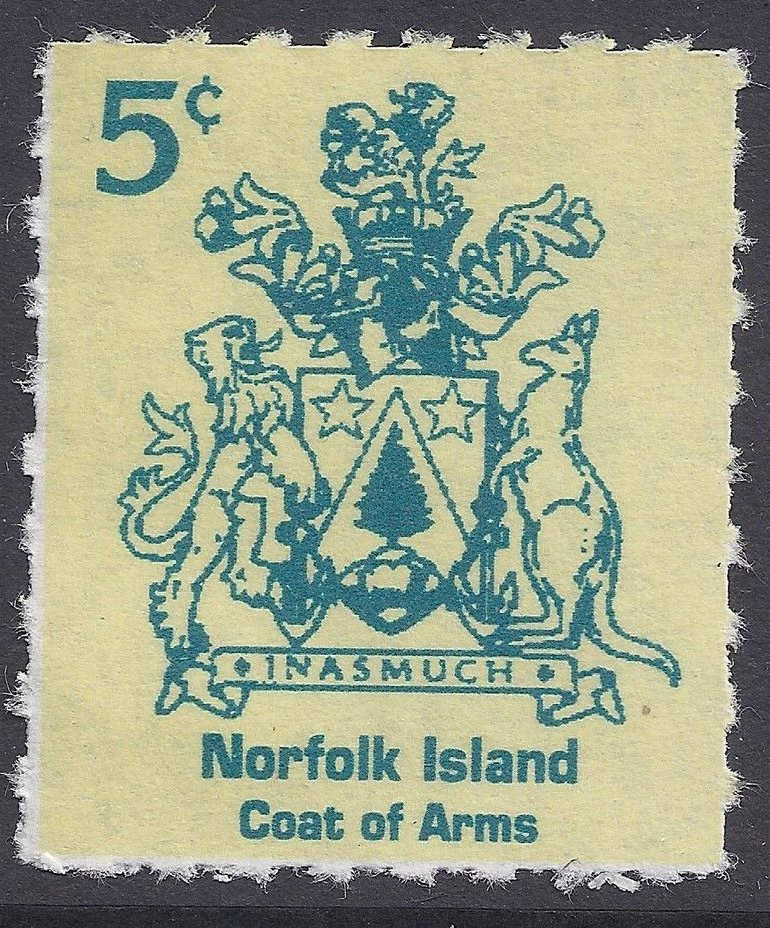 5¢
INASMUCH
Norfolk Island
Coat of Arms